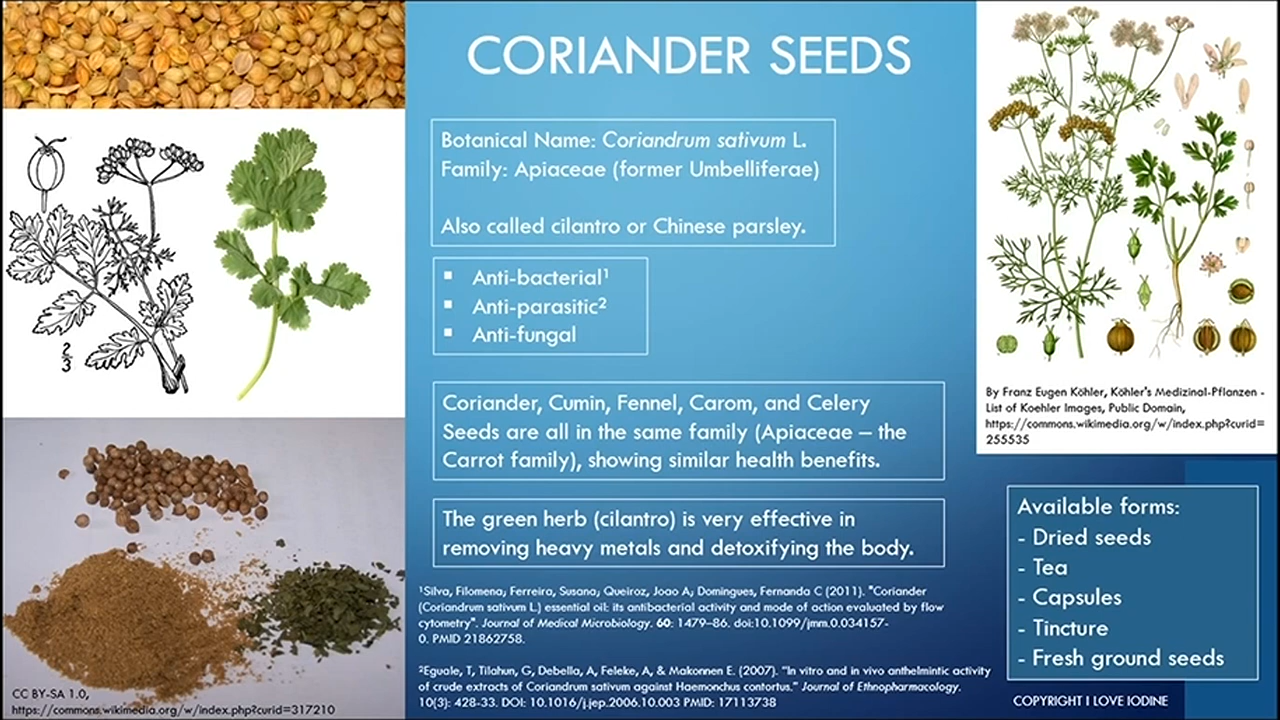 CORIANDER SEEDS
Botanical Name: Coriandrum sativum L.
Family: Apiaceae (former Umbelliferae)
Also called cilantro or Chinese parsley.
▪ Anti-bacterial¹
▪ Anti-parasitic²
▪ Anti-fungal
Coriander, Cumin, Fennel, Carom, and Celery
Seeds are all in the same family (Apiaceae – the
Carrot family), showing similar health benefits.
The green herb (cilantro) is very effective in
removing heavy metals and detoxifying the body.
¹Silva, Filomena; Ferreira, Susana; Queiroz, Joao A; Domingues, Fernanda C (2011). "Coriander
(Coriandrum sativum L.) essential oil: its antibacterial activity and mode of action evaluated by flow
cytometry". Journal of Medical Microbiology. 60: 1479–86. doi:10.1099/jmm.0.034157-
0. PMID 21862758.
²Eguale, T, Tilahun, G, Debella, A, Feleke, A, & Makonnen E. (2007). "In vitro and in vivo anthelmintic activity
of crude extracts of Coriandrum sativum against Haemonchus contortus." Journal of Ethnopharmacology.
10(3): 428-33. DOI: 10.1016/j.jep.2006.10.003 PMID: 17113738
2
3
CC BY-SA 1.0,
https://commons.wikimedia.org/w/index.php?curid=317210
By Franz Eugen Köhler, Köhler's Medizinal-Pflanzen -
List of Koehler Images, Public Domain,
https://commons.wikimedia.org/w/index.php?curid=
255535
Available forms:
- Dried seeds
- Tea
- Capsules
- Tincture
- Fresh ground seeds
COPYRIGHT I LOVE IODINE